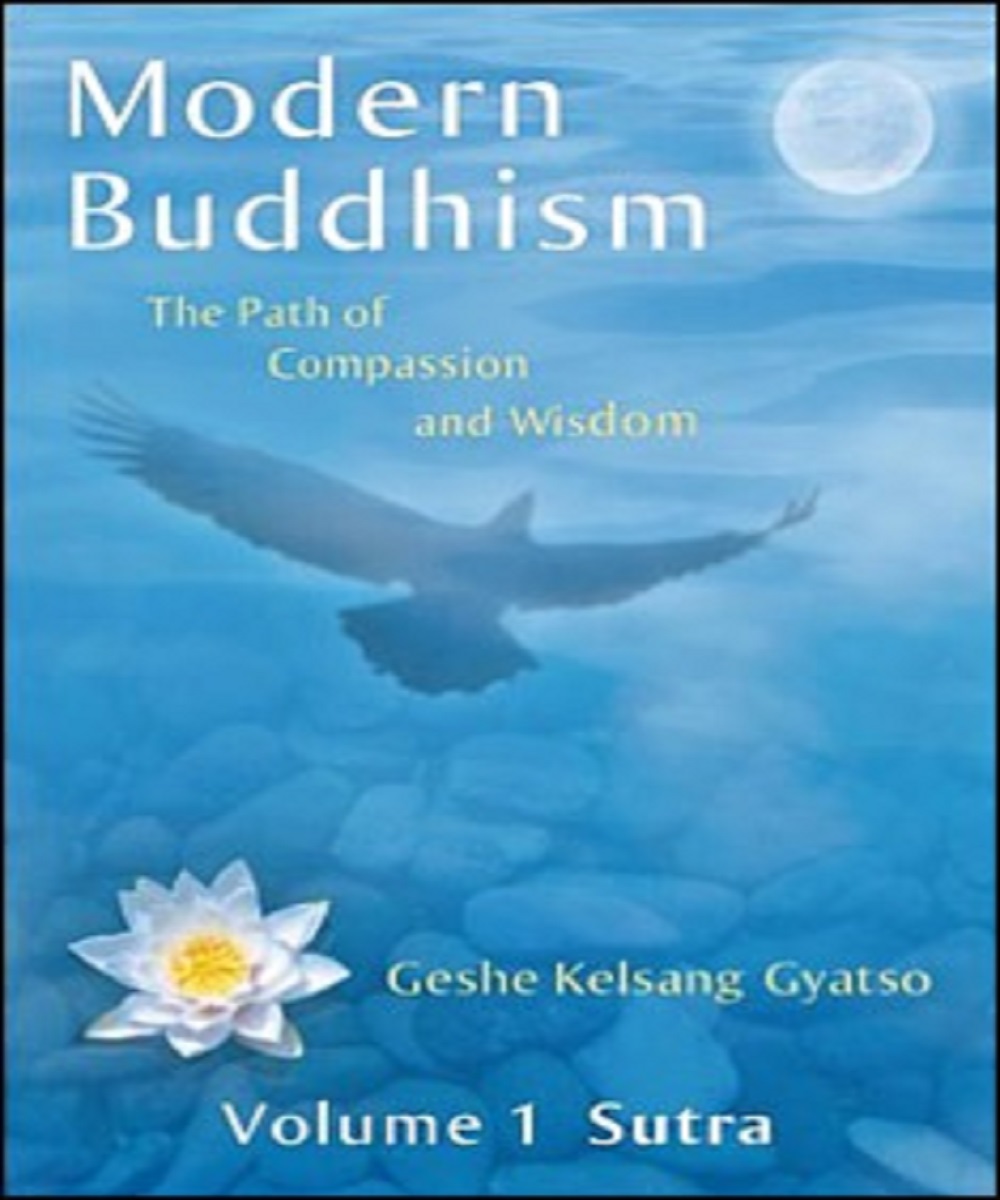 Modern
Buddhism
The Path of
Compassion
and Wisdom
Geshe Kelsang Gyatso
Volume 1 Sutra